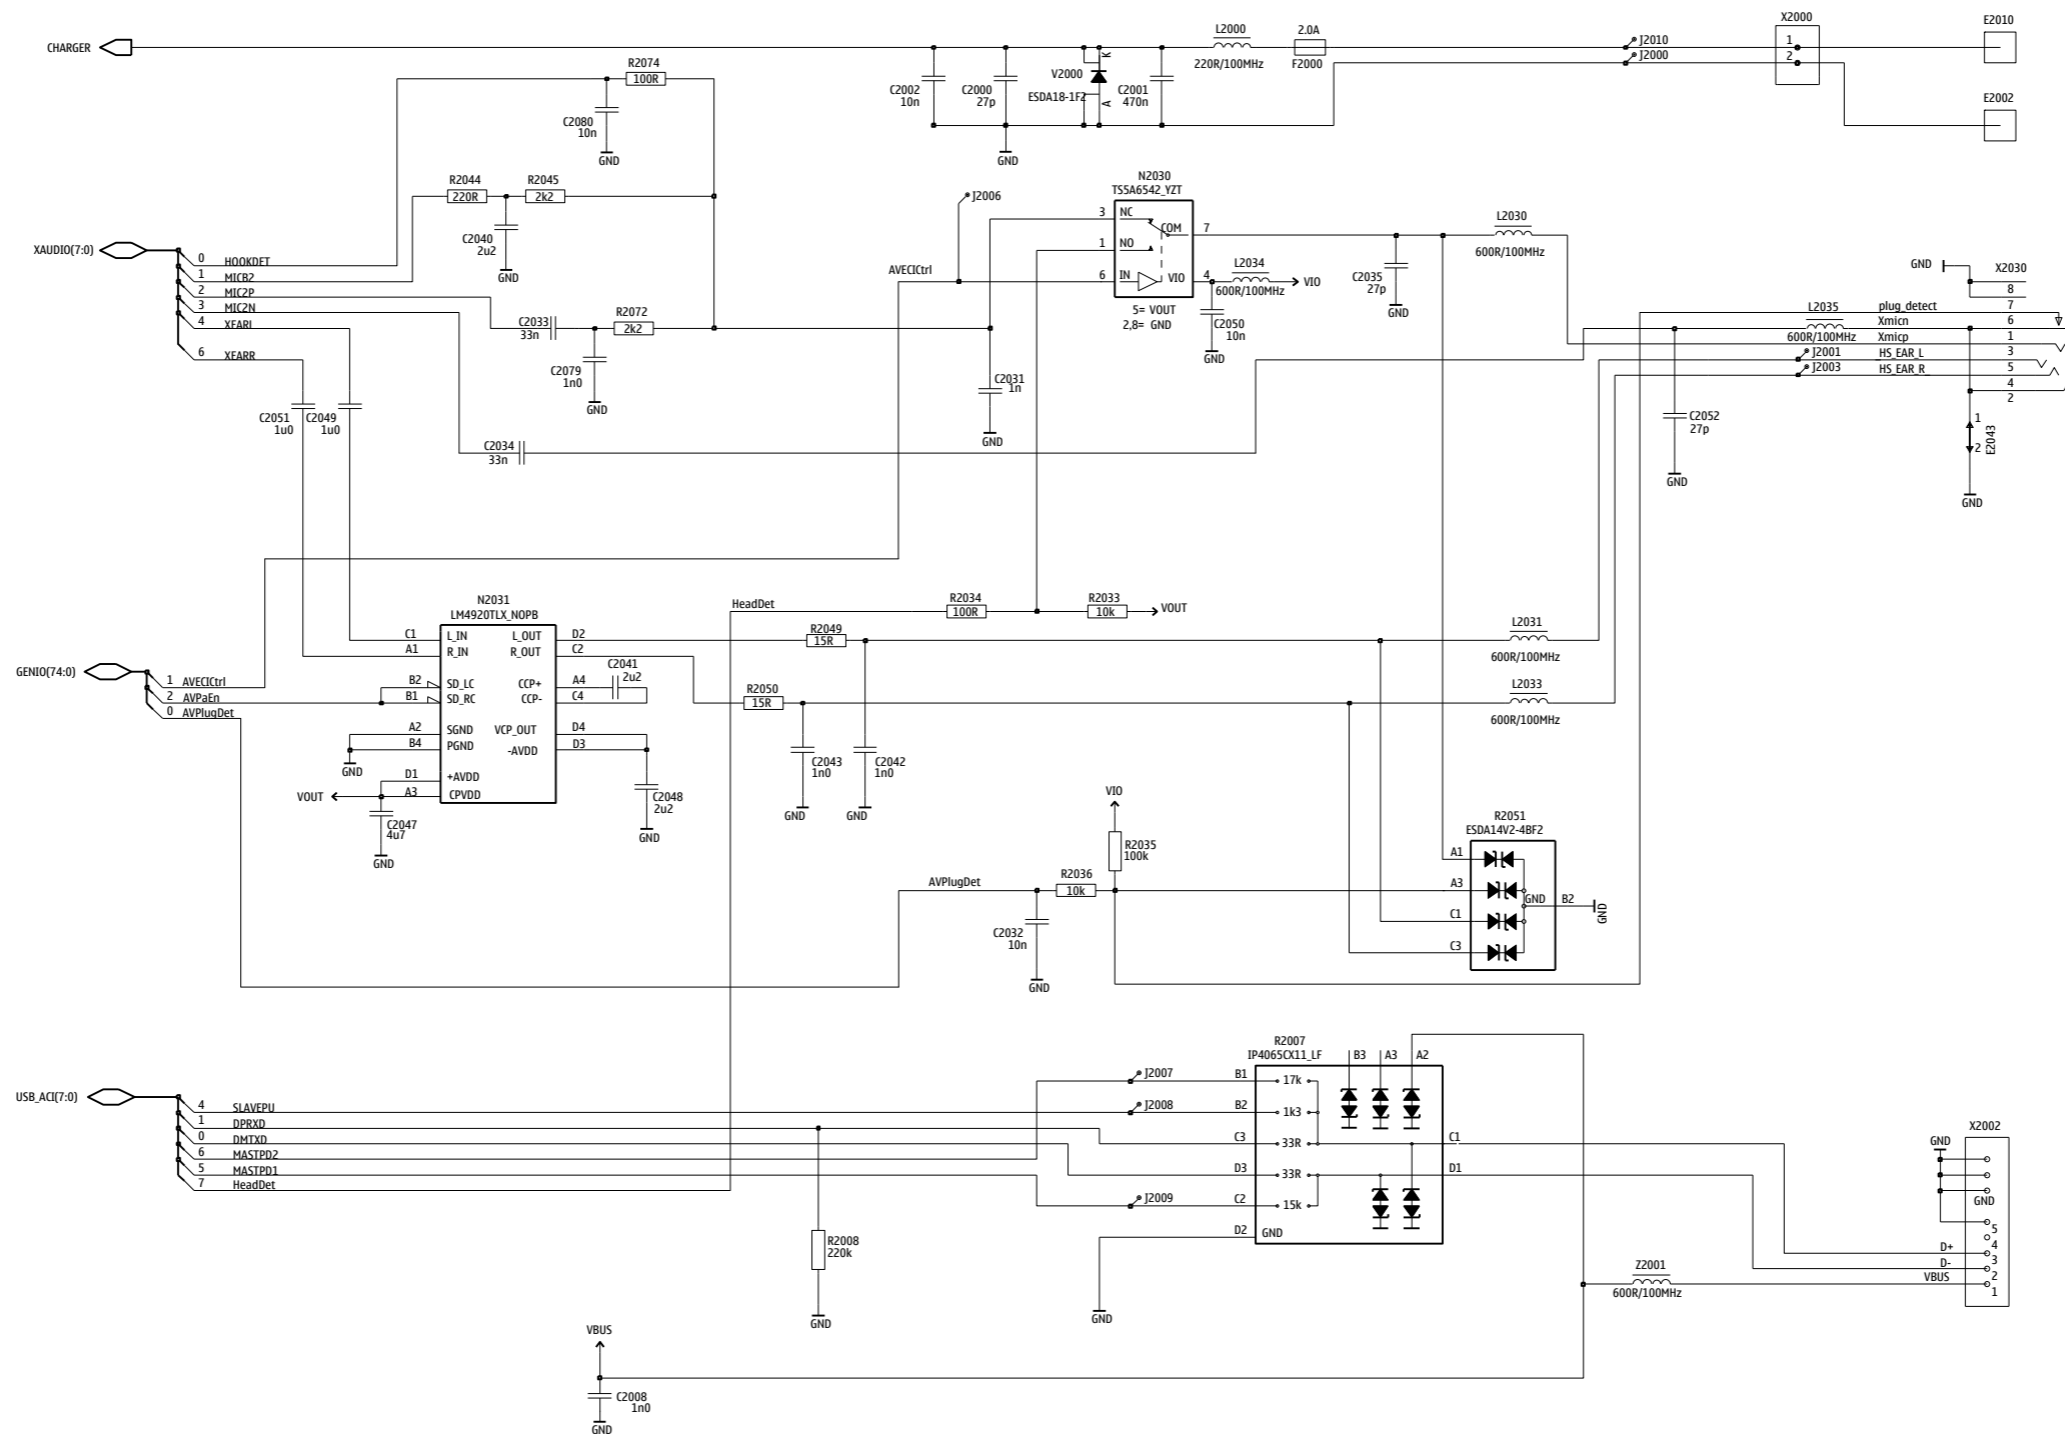 CHARGER
L2000
220R/100MHz
2.0A
F2000
J2010
J2000
X2000
1
2
E2010
E2002
C2002
10n
C2000
27p
V2000
ESDA18-1F2
K
A
C2001
470n
GND
R2074
100R
C2080
10n
GND
R2044
220R
R2045
2k2
C2040
2u2
GND
XAUDIO(7:0)
0 HOOKDET
1 MICB2
2 MIC2P
3 MIC2N
4 XEARL
6 XEARR
C2033
33n
R2072
2k2
C2079
1n0
GND
C2051
1u0
C2049
1u0
C2034
33n
J2006
AVECICtrl
N2030
TS5A6542_YZT
3 NC
COM 7
1 NO
6 IN
VIO 4
5= VOUT
2,8= GND
L2034
600R/100MHz
VIO
C2050
10n
GND
C2031
1n
GND
C2035
27p
GND
L2030
600R/100MHz
GND
X2030
8
L2035
600R/100MHz
plug_detect 7
Xmicn 6
Xmicp 1
J2001
HS_EAR_L 3
J2003
HS_EAR_R 5
4
2
C2052
27p
GND
1
2
E2043
GND
N2031
LM4920TLX_NOPB
C1 L_IN
A1 R_IN
B2 SD_LC
B1 SD_RC
A2 SGND
B4 PGND
D1 +AVDD
A3 CPVDD
L_OUT D2
R_OUT C2
CCP+ A4
CCP- C4
VCP_OUT D4
-AVDD D3
GND
VOUT
C2047
4u7
GND
C2041
2u2
C2048
2u2
GND
GENIO(74:0)
1 AVECICtrl
2 AVPaEn
0 AVPlugDet
HeadDet
R2034
100R
R2033
10k
VOUT
R2049
15R
R2050
15R
C2043
1n0
GND
C2042
1n0
GND
L2031
600R/100MHz
L2033
600R/100MHz
VIO
R2035
100k
AVPlugDet
R2036
10k
C2032
10n
GND
R2051
ESDA14V2-4BF2
A1
A3
C1
C3
GND
B2
GND
USB_ACI(7:0)
4 SLAVEPU
1 DPRXD
0 DMTXD
6 MASTPD2
5 MASTPD1
7 HeadDet
J2007
J2008
J2009
R2007
IP4065CX11_LF
B3
A3
A2
B1
17k
B2
1k3
C3
33R
D3
33R
C2
15k
D2
GND
C1
D1
GND
R2008
220k
GND
X2002
GND
GND
5
4
D+
3
D-
2
VBUS
1
Z2001
600R/100MHz
VBUS
C2008
1n0
GND